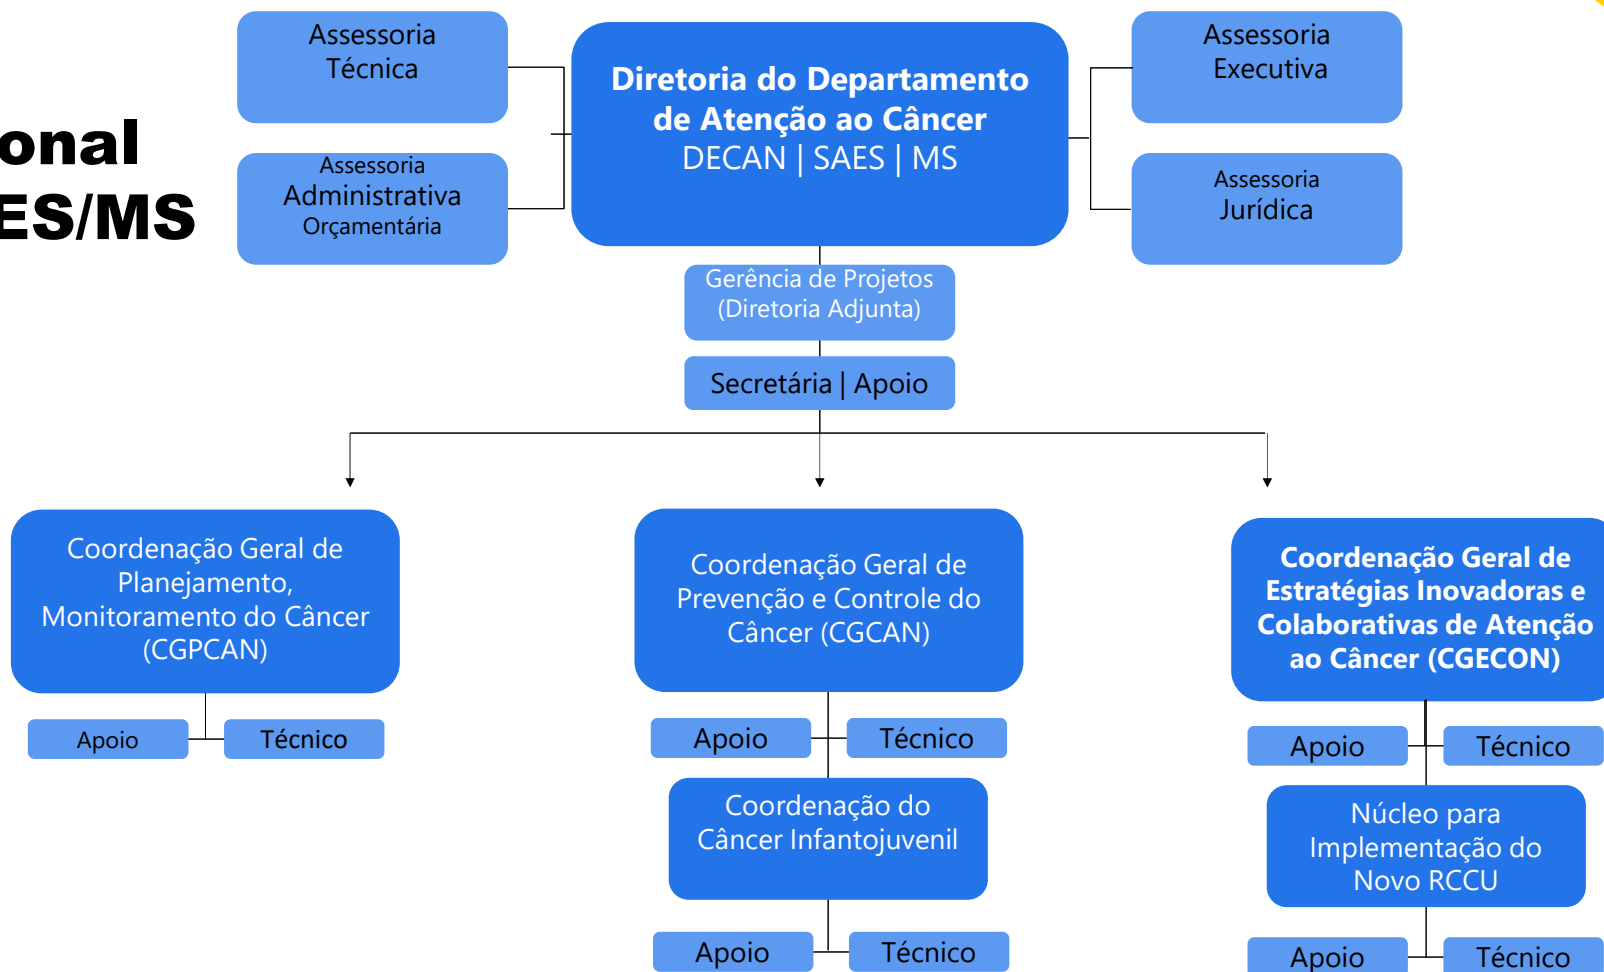 onal
ES/MS
Assessoria
Técnica
Assessoria
Administrativa
Orçamentária
Diretoria do Departamento
de Atenção ao Câncer
DECAN | SAES | MS
Assessoria
Executiva
Assessoria
Jurídica
Gerência de Projetos
(Diretoria Adjunta)
Secretária | Apoio
Coordenação Geral de
Planejamento,
Monitoramento do Câncer
(CGPCAN)
Apoio
Técnico
Coordenação Geral de
Prevenção e Controle do
Câncer (CGCAN)
Apoio
Técnico
Coordenação do
Câncer Infantojuvenil
Apoio
Técnico
Coordenação Geral de
Estratégias Inovadoras e
Colaborativas de Atenção
ao Câncer (CGECON)
Apoio
Técnico
Núcleo para
Implementação do
Novo RCCU
Apoio
Técnico